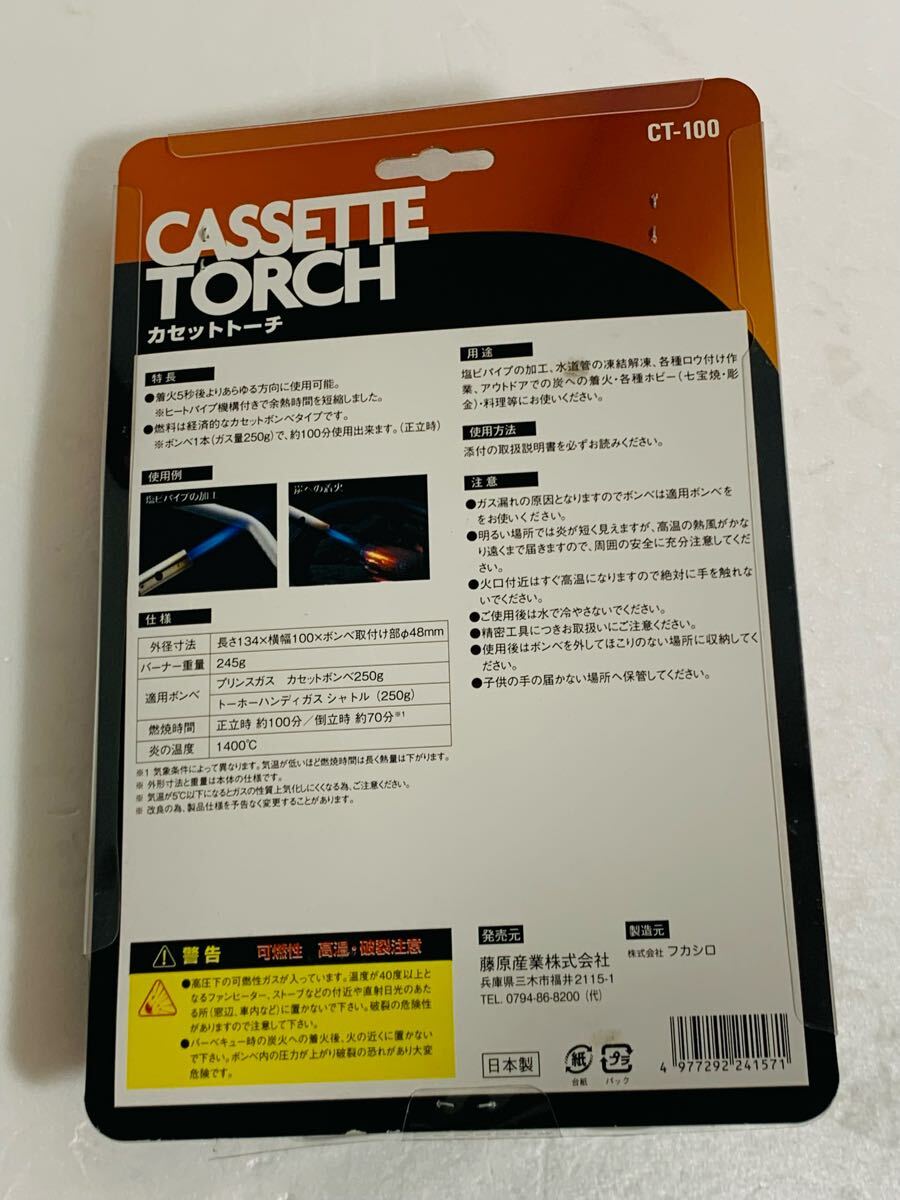 CT-100
CASSETTE
TORCH
カセットトーチ
特長
●着火5秒後よりあらゆる方向に使用可能。
※ヒートパイプ機構付きで余熱時間を短縮しました。
●燃料は経済的なカセットボンベタイプです。
※ボンベ1本(ガス量250g)で、約100分使用出来ます。(正立時)
使用例
塩ビパイプの加工
炭への着火
仕様
外径寸法 長さ134×横幅100×ボンベ取付け部φ48mm
バーナー重量 245g
適用ボンベ プリンスガス カセットボンベ250g
トーホーハンディガス シャトル (250g)
燃焼時間 正立時 約100分/倒立時 約70分※1
炎の温度 1400℃
※1 気象条件によって異なります。気温が低いほど燃焼時間は長く熱量は下がります。
※ 外形寸法と重量は本体の仕様です。
※ 気温が5℃以下になるとガスの性質上気化しにくくなる為、ご注意ください。
※ 改良の為、製品仕様を予告なく変更することがあります。
用途
塩ビパイプの加工、水道管の凍結解凍、各種ロウ付け作
業、アウトドアでの炭への着火・各種ホビー(七宝焼・彫
金)・料理等にお使いください。
使用方法
添付の取扱説明書を必ずお読みください。
注意
●ガス漏れの原因となりますのでボンベは適用ボンベを
をお使いください。
●明るい場所では炎が短く見えますが、高温の熱風がかな
り遠くまで届きますので、周囲の安全に充分注意してくだ
さい。
●火口付近はすぐ高温になりますので絶対に手を触れな
いでください。
●ご使用後は水で冷やさないでください。
●精密工具につきお取扱いにご注意ください。
●使用後はボンベを外してほこりのない場所に収納してく
ださい。
●子供の手の届かない場所へ保管してください。
警告 可燃性 高温・破裂注意
●高圧下の可燃性ガスが入っています。温度が40度以上と
なるファンヒーター、ストーブなどの付近や直射日光のあた
る所(窓辺、車内など)に置かないで下さい。破裂の危険性
がありますので注意して下さい。
●バーベキュー時の炭火への着火後、火の近くに置かない
で下さい。ボンベ内の圧力が上がり破裂の恐れがあり大変
危険です。
発売元
藤原産業株式会社
兵庫県三木市福井2115-1
TEL. 0794-86-8200 (代)
製造元
株式会社 フカシロ
日本製
紙
台紙
プラ
パック
4 977292 241571